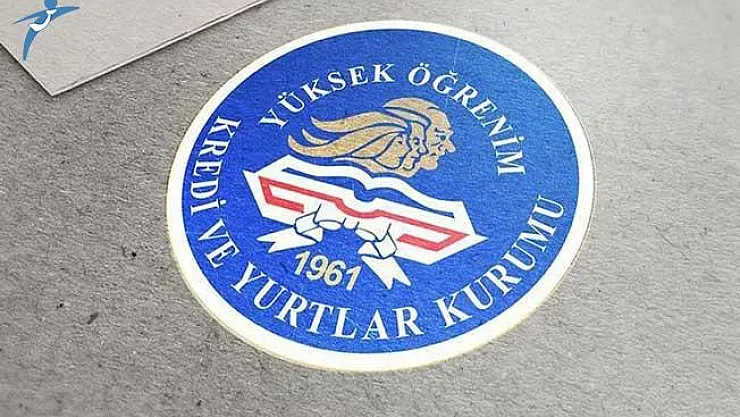 YÜKSEK ÖĞRENİM
KREDİ VE YURTLAR KURUMU
1961